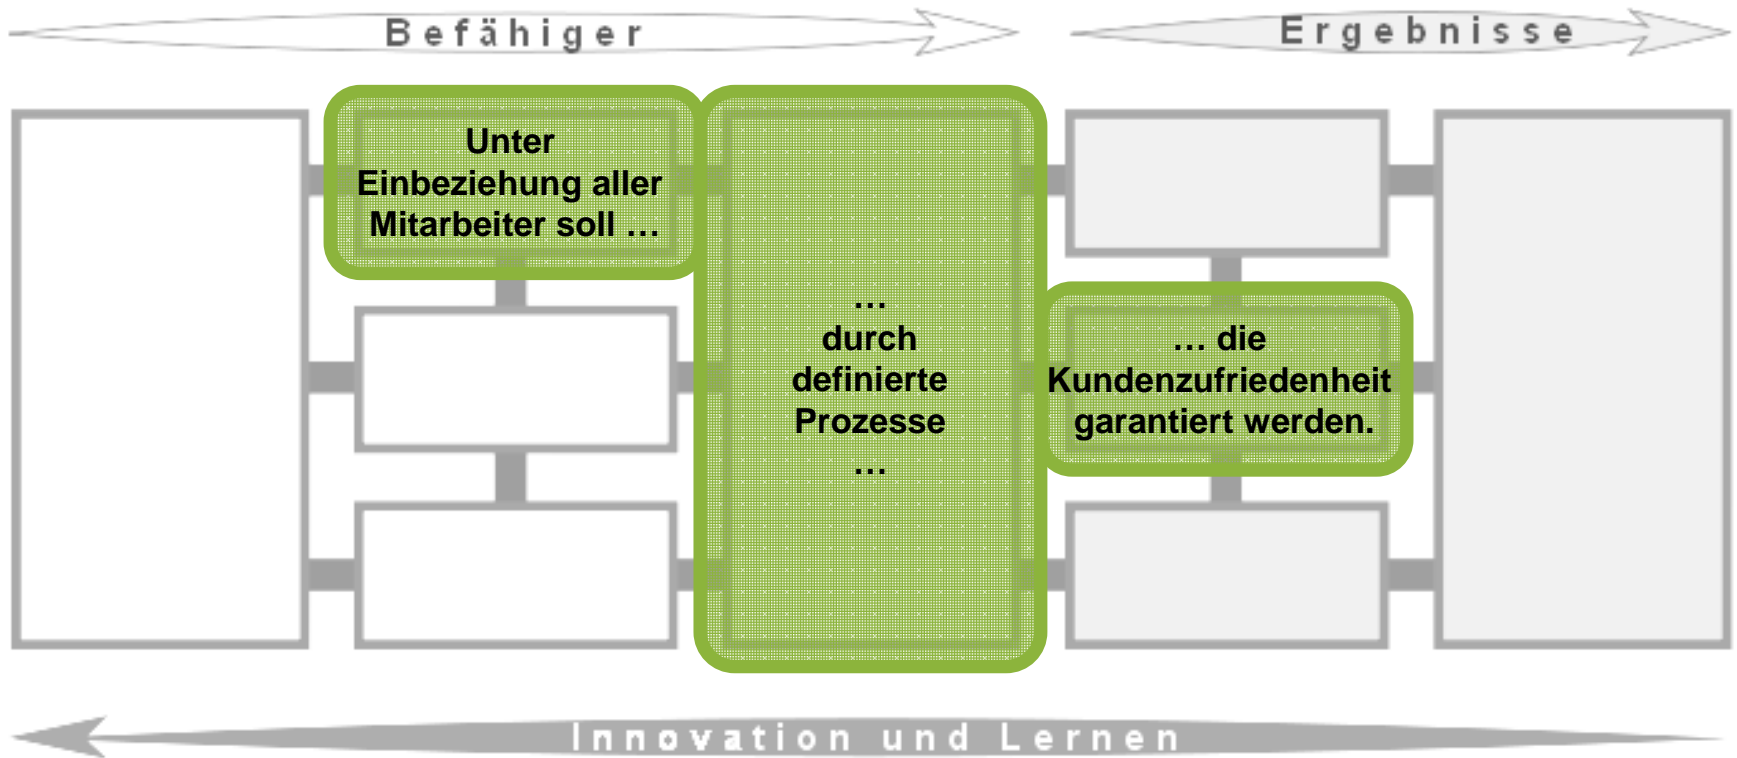 Befähiger
Ergebnisse
Unter
Einbeziehung aller
Mitarbeiter soll …
…
durch
definierte
Prozesse
…
… die
Kundenzufriedenheit
garantiert werden.
Innovation und Lernen